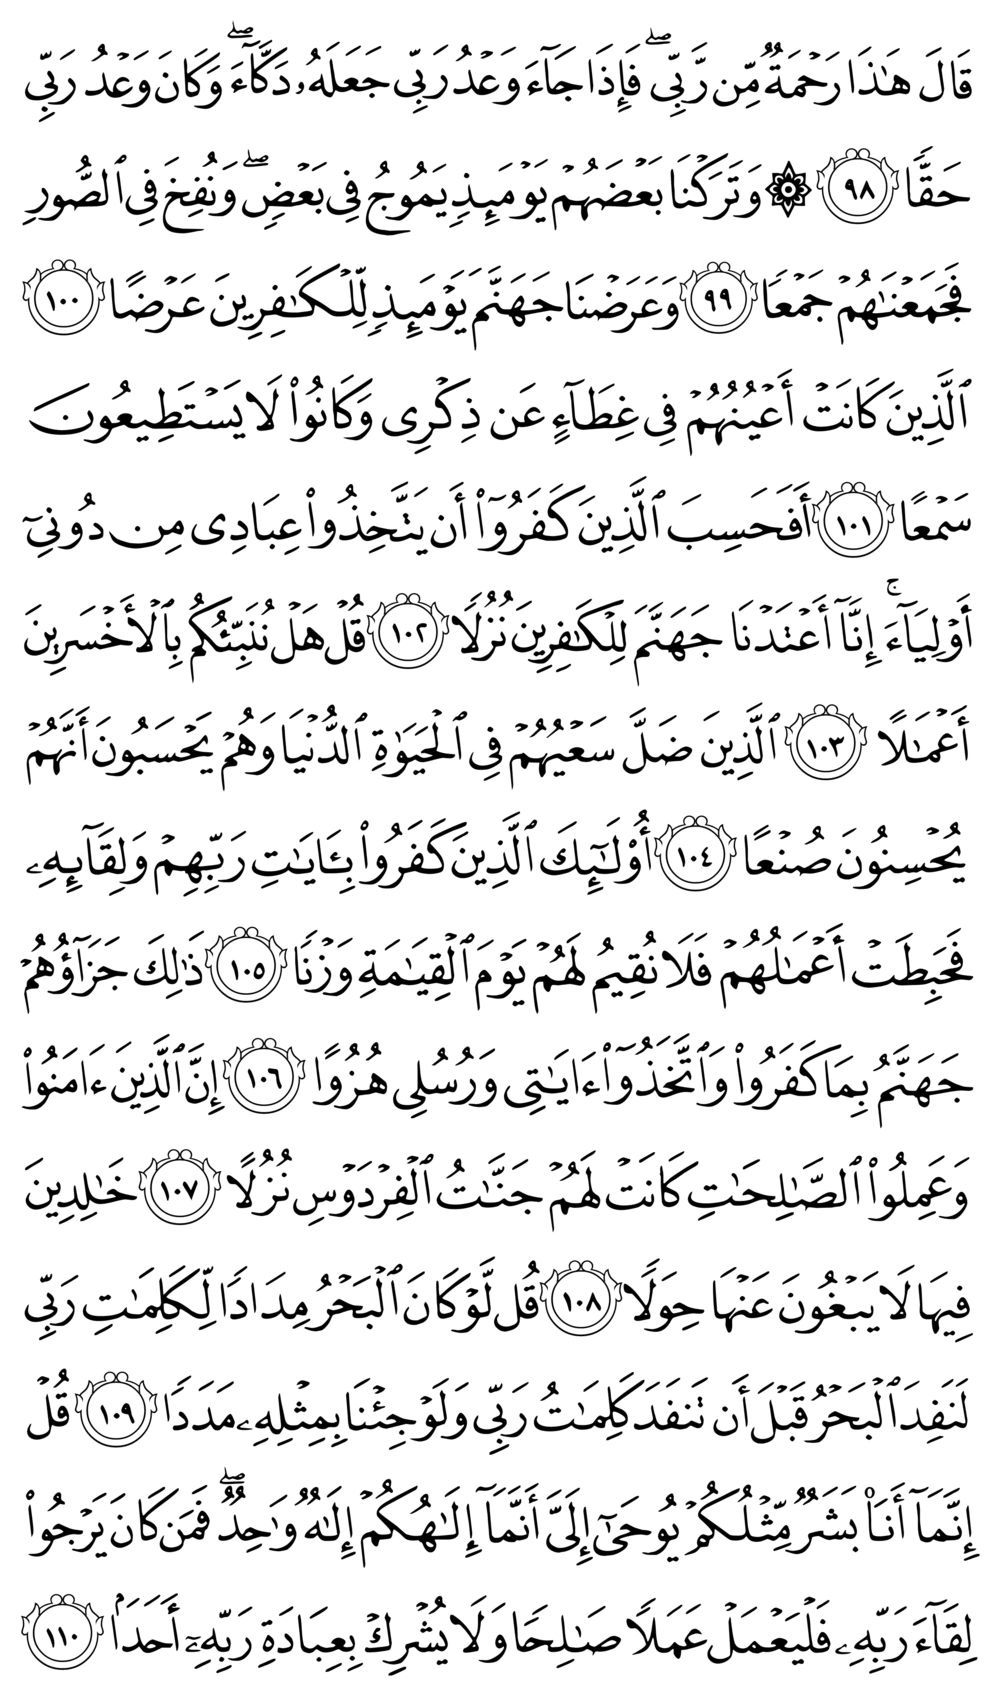 قَالَ هَٰذَا رَحۡمَةٞ مِّن رَّبِّيۖ فَإِذَا جَآءَ وَعۡدُ رَبِّي جَعَلَهُۥ دَكَّآءَۖ وَكَانَ وَعۡدُ رَبِّي
حَقّٗا ٩٨ ۞ وَتَرَكۡنَا بَعۡضَهُمۡ يَوۡمَئِذٖ يَمُوجُ فِي بَعۡضٖۖ وَنُفِخَ فِي ٱلصُّورِ
فَجَمَعۡنَٰهُمۡ جَمۡعٗا ٩٩ وَعَرَضۡنَا جَهَنَّمَ يَوۡمَئِذٖ لِّلۡكَٰفِرِينَ عَرۡضًا ١٠٠
ٱلَّذِينَ كَانَتۡ أَعۡيُنُهُمۡ فِي غِطَآءٍ عَن ذِكۡرِي وَكَانُواْ لَا يَسۡتَطِيعُونَ
سَمۡعًا ١٠١ أَفَحَسِبَ ٱلَّذِينَ كَفَرُوٓاْ أَن يَتَّخِذُواْ عِبَادِي مِن دُونِيٓ
أَوۡلِيَآءَۚ إِنَّآ أَعۡتَدۡنَا جَهَنَّمَ لِلۡكَٰفِرِينَ نُزُلٗا ١٠٢ قُلۡ هَلۡ نُنَبِّئُكُم بِٱلۡأَخۡسَرِينَ
أَعۡمَٰلًا ١٠٣ ٱلَّذِينَ ضَلَّ سَعۡيُهُمۡ فِي ٱلۡحَيَوٰةِ ٱلدُّنۡيَا وَهُمۡ يَحۡسَبُونَ أَنَّهُمۡ
يُحۡسِنُونَ صُنۡعًا ١٠٤ أُوْلَٰٓئِكَ ٱلَّذِينَ كَفَرُواْ بِـَٔايَٰتِ رَبِّهِمۡ وَلِقَآئِهِۦ
فَحَبِطَتۡ أَعۡمَٰلُهُمۡ فَلَا نُقِيمُ لَهُمۡ يَوۡمَ ٱلۡقِيَٰمَةِ وَزۡنٗا ١٠٥ ذَٰلِكَ جَزَآؤُهُمۡ
جَهَنَّمُ بِمَا كَفَرُواْ وَٱتَّخَذُوٓاْ ءَايَٰتِي وَرُسُلِي هُزُوًا ١٠٦ إِنَّ ٱلَّذِينَ ءَامَنُواْ
وَعَمِلُواْ ٱلصَّٰلِحَٰتِ كَانَتۡ لَهُمۡ جَنَّٰتُ ٱلۡفِرۡدَوۡسِ نُزُلًا ١٠٧ خَٰلِدِينَ
فِيهَا لَا يَبۡغُونَ عَنۡهَا حِوَلٗا ١٠٨ قُل لَّوۡ كَانَ ٱلۡبَحۡرُ مِدَادٗا لِّكَلِمَٰتِ رَبِّي
لَنَفِدَ ٱلۡبَحۡرُ قَبۡلَ أَن تَنفَدَ كَلِمَٰتُ رَبِّي وَلَوۡ جِئۡنَا بِمِثۡلِهِۦ مَدَدٗا ١٠٩ قُلۡ
إِنَّمَآ أَنَا۠ بَشَرٞ مِّثۡلُكُمۡ يُوحَىٰٓ إِلَيَّ أَنَّمَآ إِلَٰهُكُمۡ إِلَٰهٞ وَٰحِدٞۖ فَمَن كَانَ يَرۡجُواْ
لِقَآءَ رَبِّهِۦ فَلۡيَعۡمَلۡ عَمَلٗا صَٰلِحٗا وَلَا يُشۡرِكۡ بِعِبَادَةِ رَبِّهِۦٓ أَحَدَۢا ١١٠